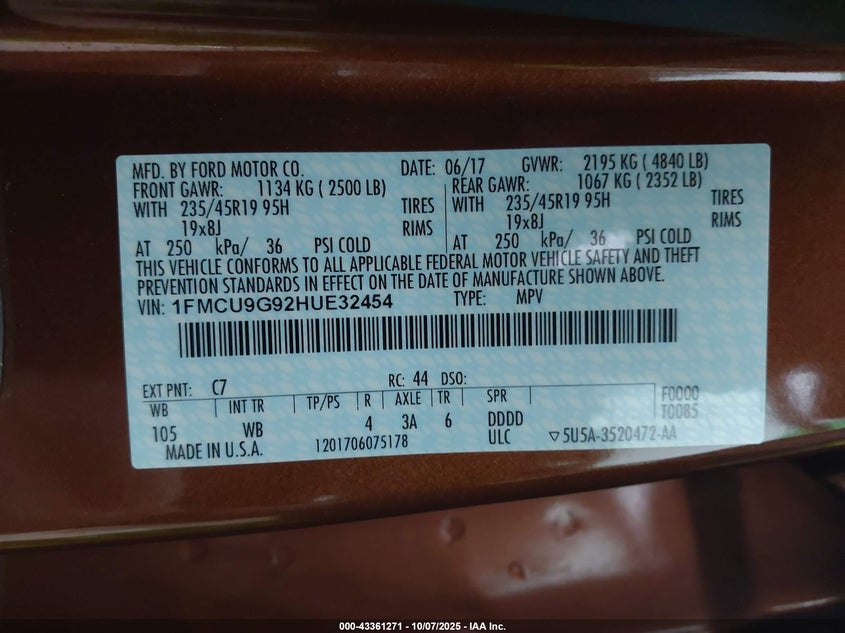 MFD. BY FORD MOTOR CO. DATE: 06/17 GVWR: 2195 KG ( 4840 LB)
FRONT GAWR: 1134 KG ( 2500 LB) REAR GAWR: 1067 KG ( 2352 LB)
WITH 235/45R19 95H TIRES WITH 235/45R19 95H TIRES
19x8J RIMS 19x8J RIMS
AT 250 kPa/ 36 PSI COLD AT 250 kPa/ 36 PSI COLD
THIS VEHICLE CONFORMS TO ALL APPLICABLE FEDERAL MOTOR VEHICLE SAFETY AND THEFT
PREVENTION STANDARDS IN EFFECT ON THE DATE OF MANUFACTURE SHOWN ABOVE.
VIN: 1FMCU9G92HUE32454 TYPE: MPV
EXT PNT: C7 RC: 44 DSO: F0000
WB INT TR TP/PS R AXLE TR SPR T0085
105 WB 4 3A 6 DDDD
MADE IN U.S.A. 1201706075178 ULC ▽5U5A-3520472-AA
000-43361271 - 10/07/2025 - IAA Inc.